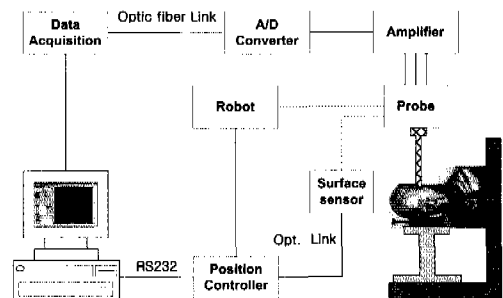 Optic fiber Link
Data
Acquisition
A/D
Converter
Amplifier
Robot
Probe
Surface
sensor
Opt. Link
RS232
Position
Controller